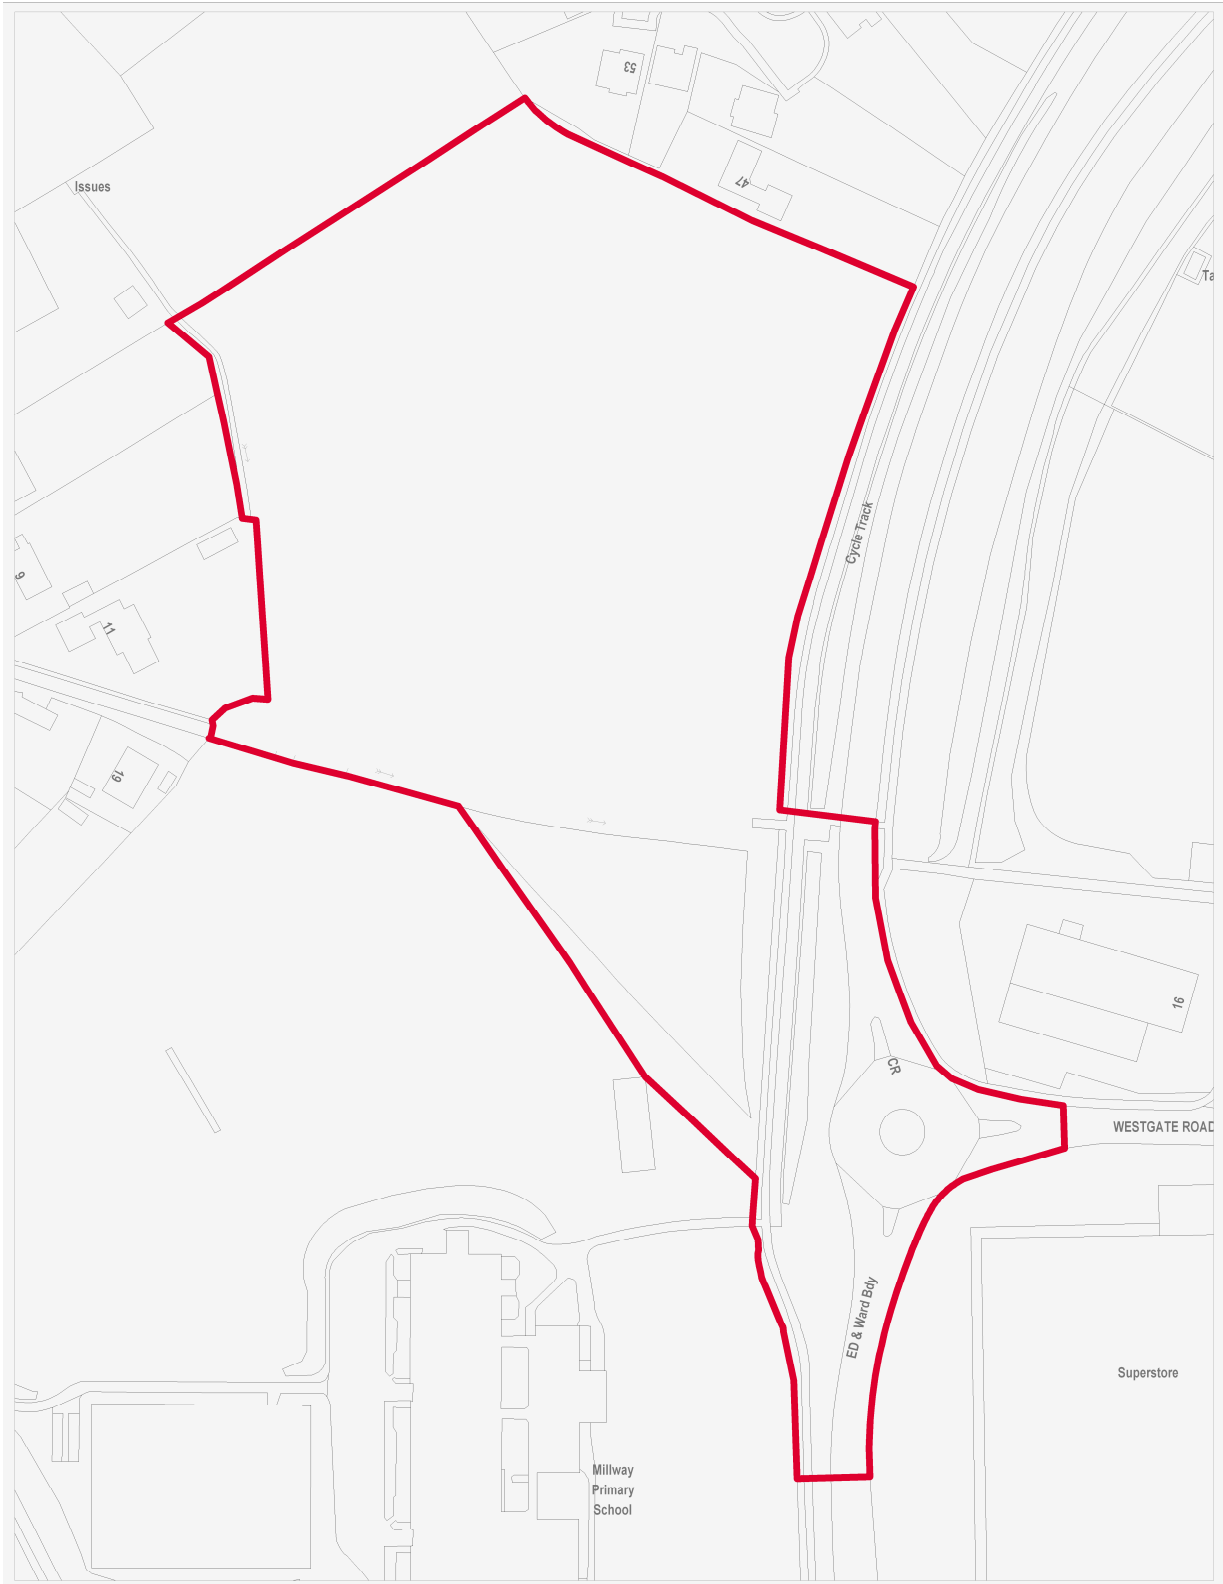 53
Issues
47
Ta
Cycle Track
9
11
19
16
CR
WESTGATE ROAD
ED & Ward Bdy
Superstore
Millway
Primary
School